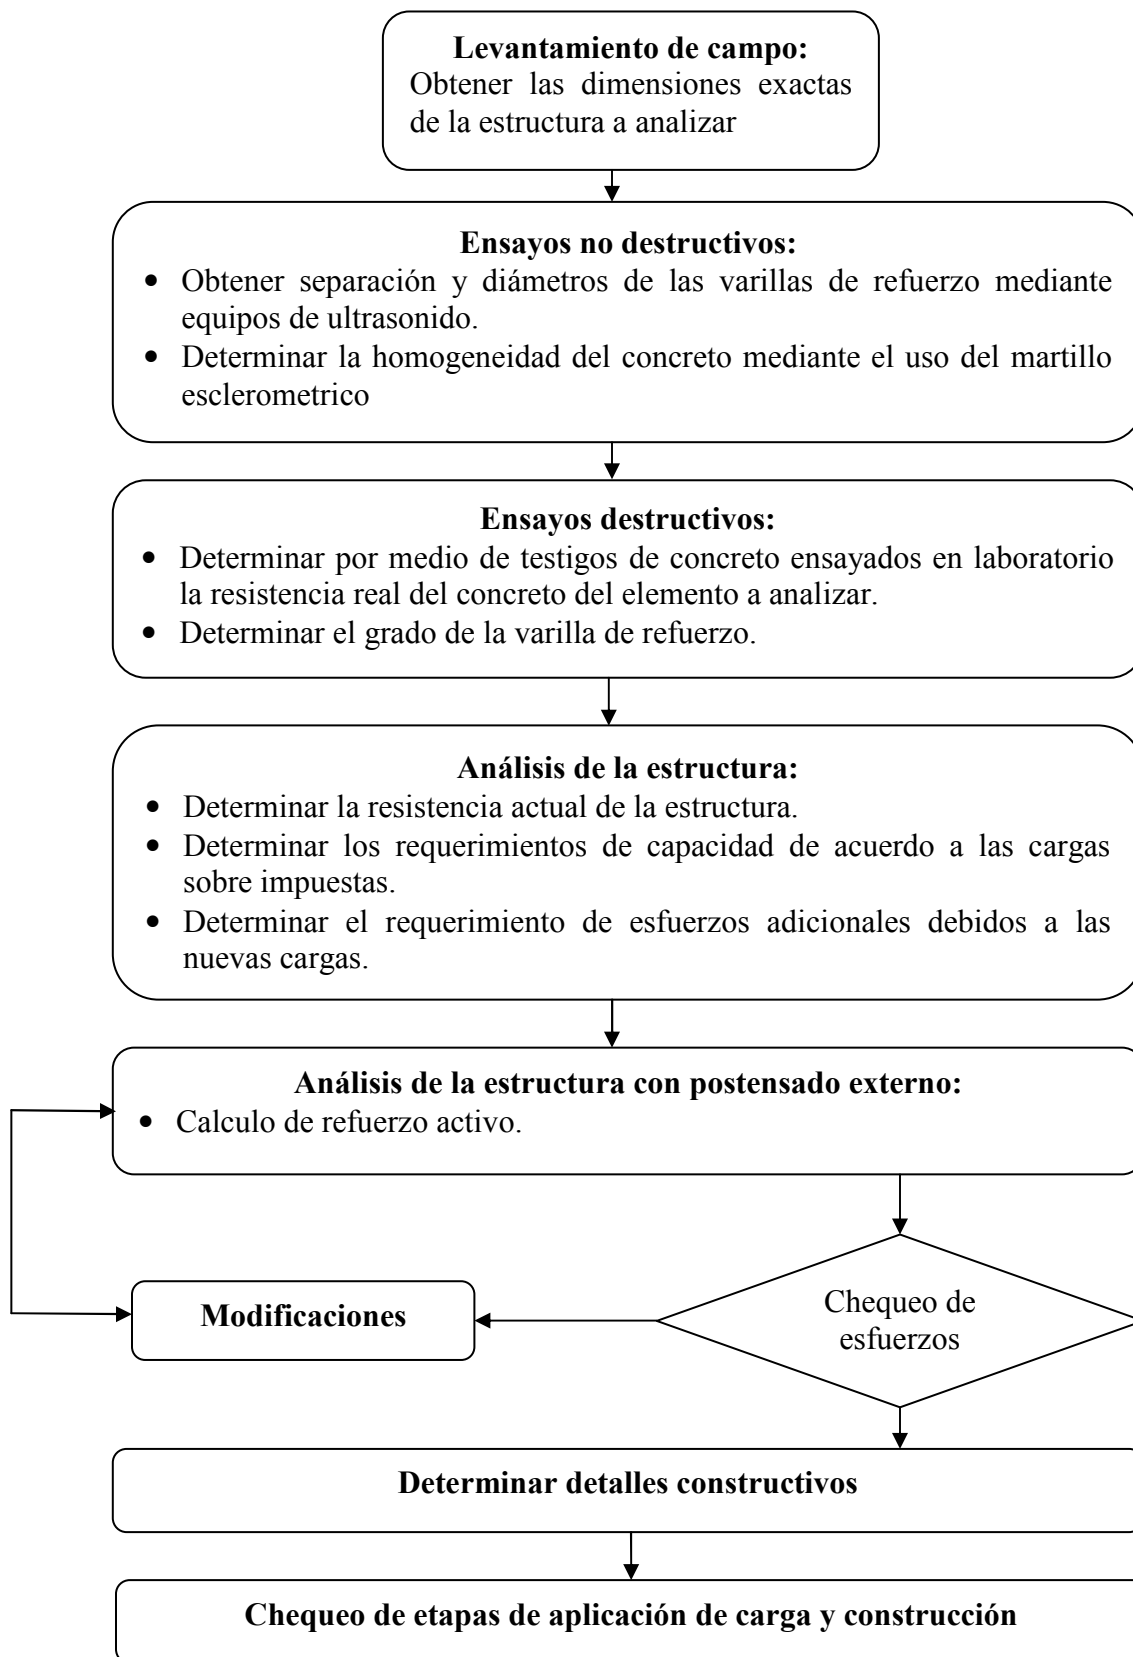 Levantamiento de campo:
Obtener las dimensiones exactas
de la estructura a analizar
Ensayos no destructivos:
• Obtener separación y diámetros de las varillas de refuerzo mediante
equipos de ultrasonido.
• Determinar la homogeneidad del concreto mediante el uso del martillo
esclerometrico
Ensayos destructivos:
• Determinar por medio de testigos de concreto ensayados en laboratorio
la resistencia real del concreto del elemento a analizar.
• Determinar el grado de la varilla de refuerzo.
Análisis de la estructura:
• Determinar la resistencia actual de la estructura.
• Determinar los requerimientos de capacidad de acuerdo a las cargas
sobre impuestas.
• Determinar el requerimiento de esfuerzos adicionales debidos a las
nuevas cargas.
Análisis de la estructura con postensado externo:
• Calculo de refuerzo activo.
Chequeo de
esfuerzos
Modificaciones
Determinar detalles constructivos
Chequeo de etapas de aplicación de carga y construcción